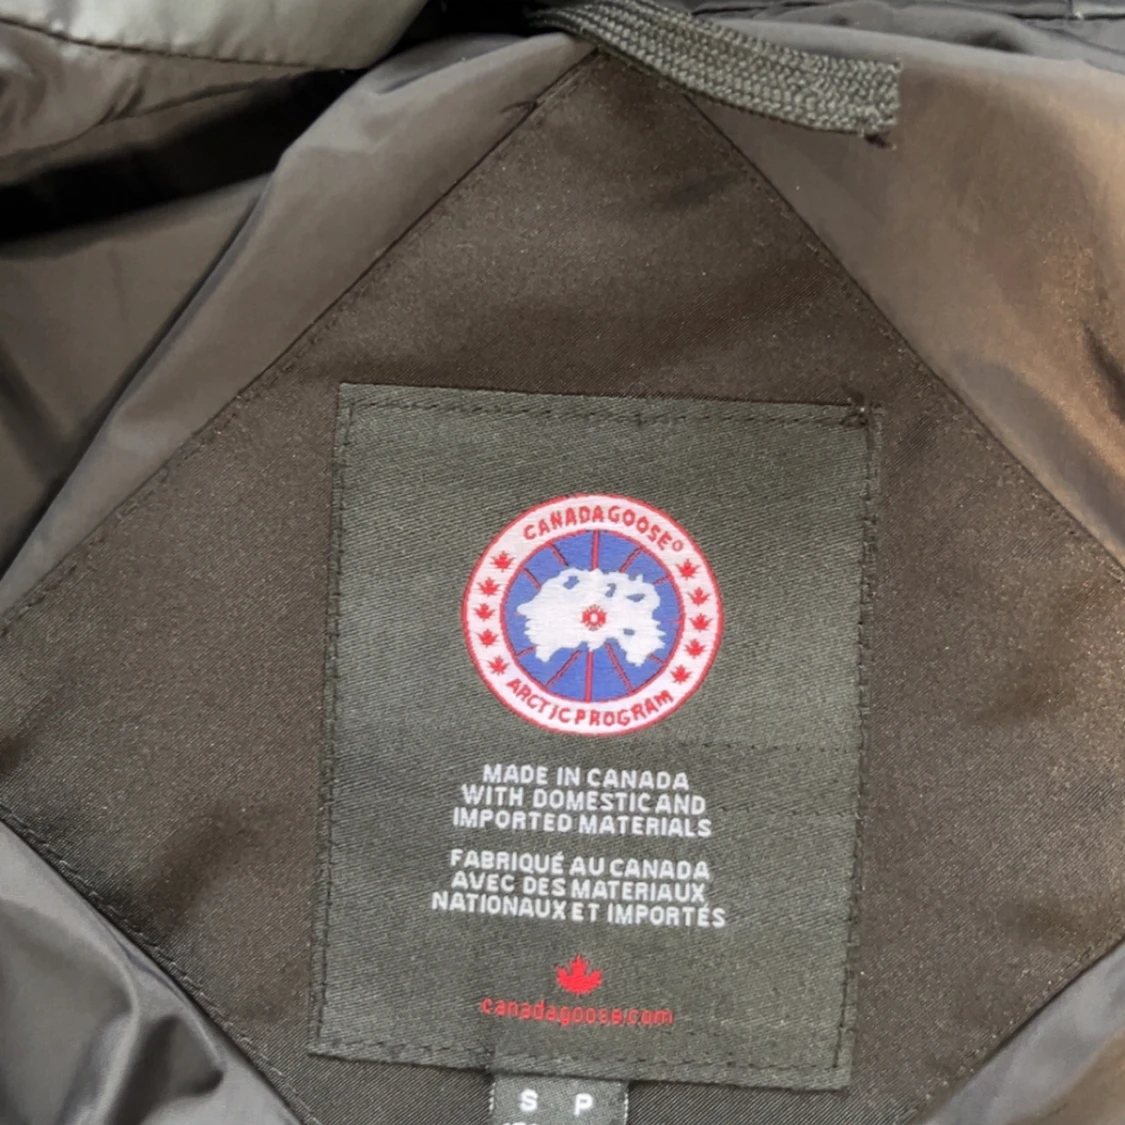 CANADA GOOSE®
ARCTIC PROGRAM
MADE IN CANADA
WITH DOMESTIC AND
IMPORTED MATERIALS
FABRIQUÉ AU CANADA
AVEC DES MATERIAUX
NATIONAUX ET IMPORTÉS
canadagoose.com
S P